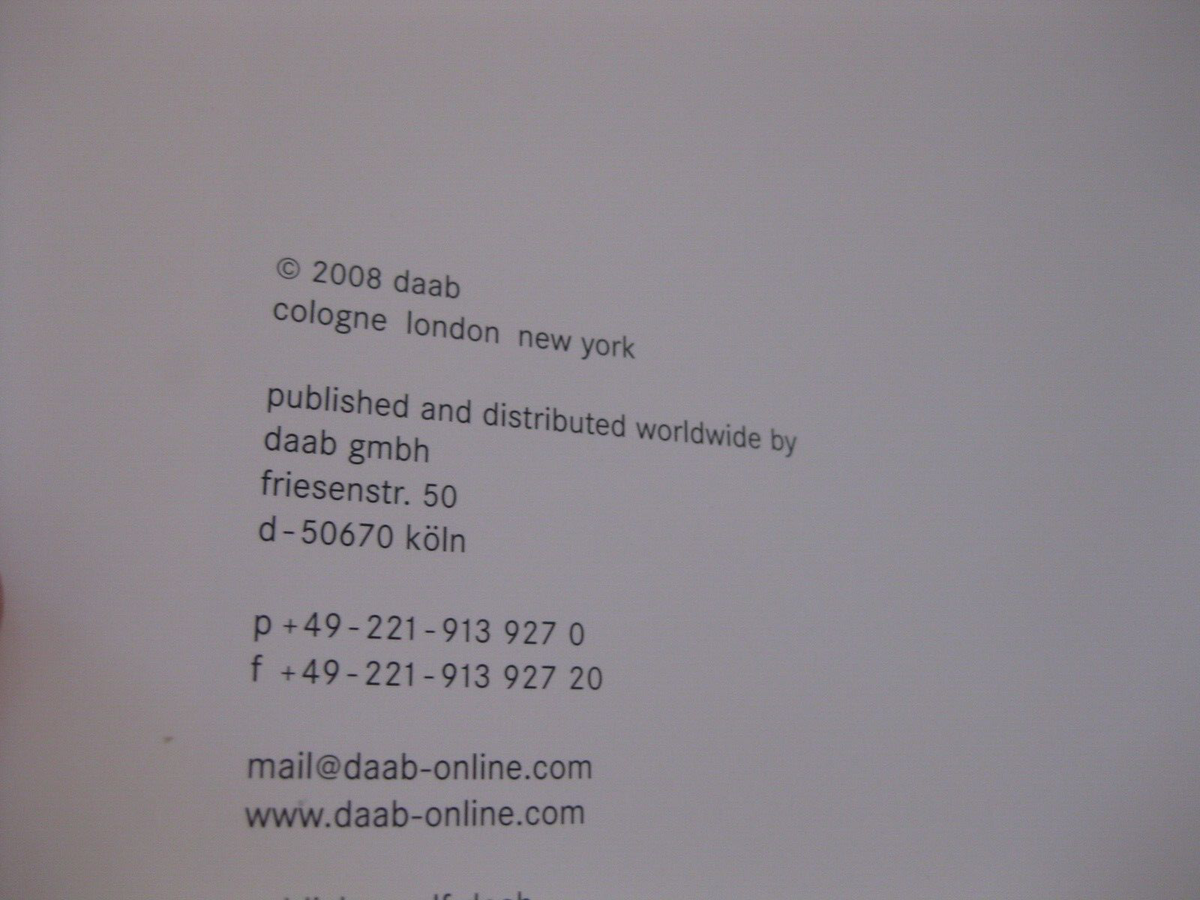 © 2008 daab
cologne london new york
published and distributed worldwide by
daab gmbh
friesenstr. 50
d-50670 köln
p +49-221-913 927 0
f +49-221-913 927 20
mail@daab-online.com
www.daab-online.com